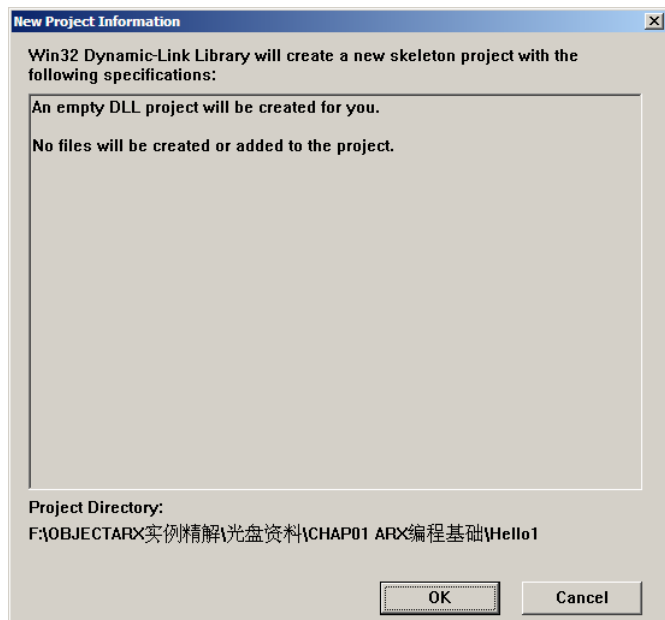 New Project Information
Win32 Dynamic-Link Library will create a new skeleton project with the
following specifications:
An empty DLL project will be created for you.
No files will be created or added to the project.
Project Directory:
F:\OBJECTARX实例精解\光盘资料\CHAP01 ARX编程基础\Hello1
OK
Cancel